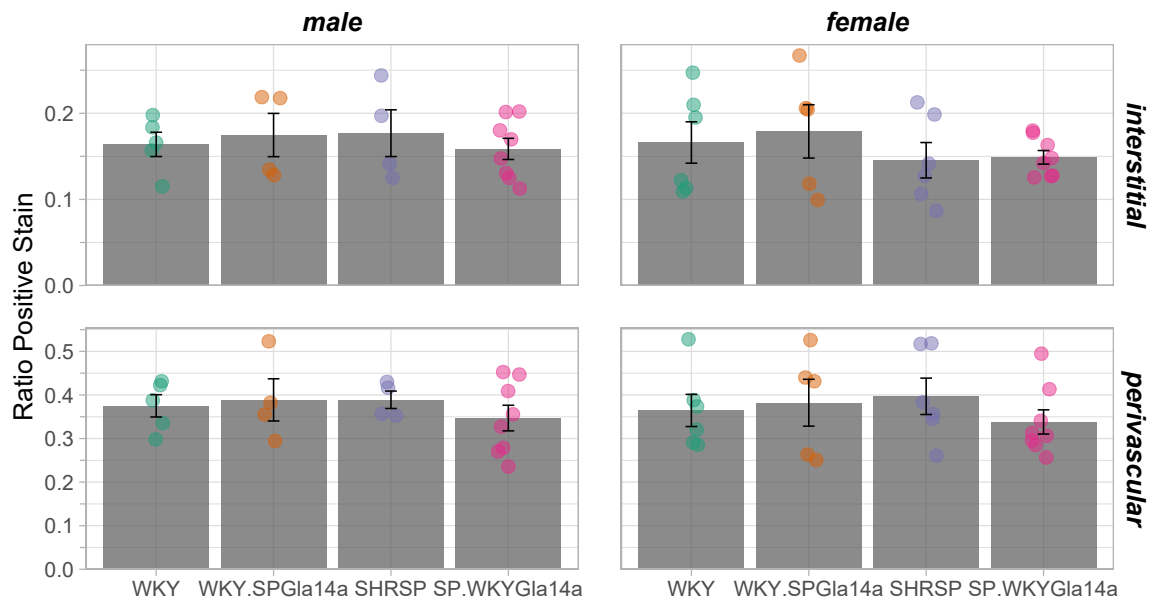 male
female
Ratio Positive Stain
0.2
0.1
0.0
interstitial
0.5
0.4
0.3
0.2
0.1
0.0
perivascular
WKY WKY.SPGla14a SHRSP SP.WKYGla14a
WKY WKY.SPGla14a SHRSP SP.WKYGla14a